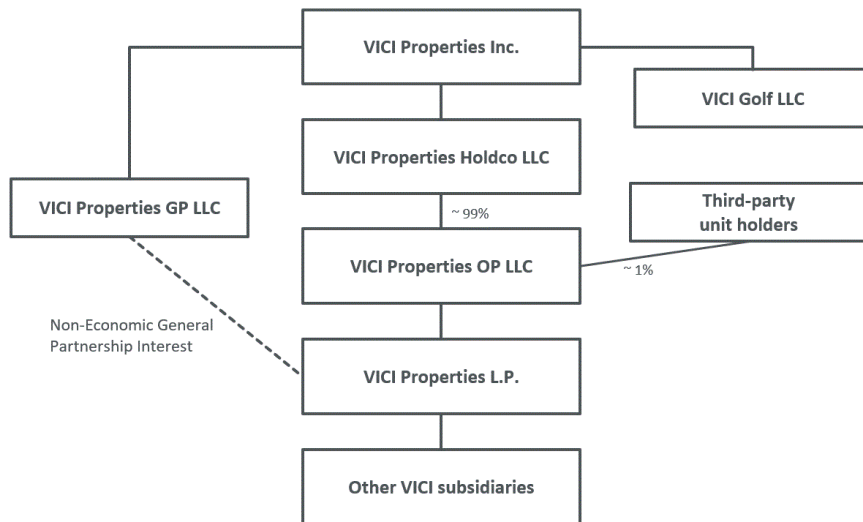 VICI Properties Inc.
VICI Golf LLC
VICI Properties Holdco LLC
VICI Properties GP LLC
~ 99%
Third-party
unit holders
VICI Properties OP LLC
~ 1%
Non-Economic General
Partnership Interest
VICI Properties L.P.
Other VICI subsidiaries